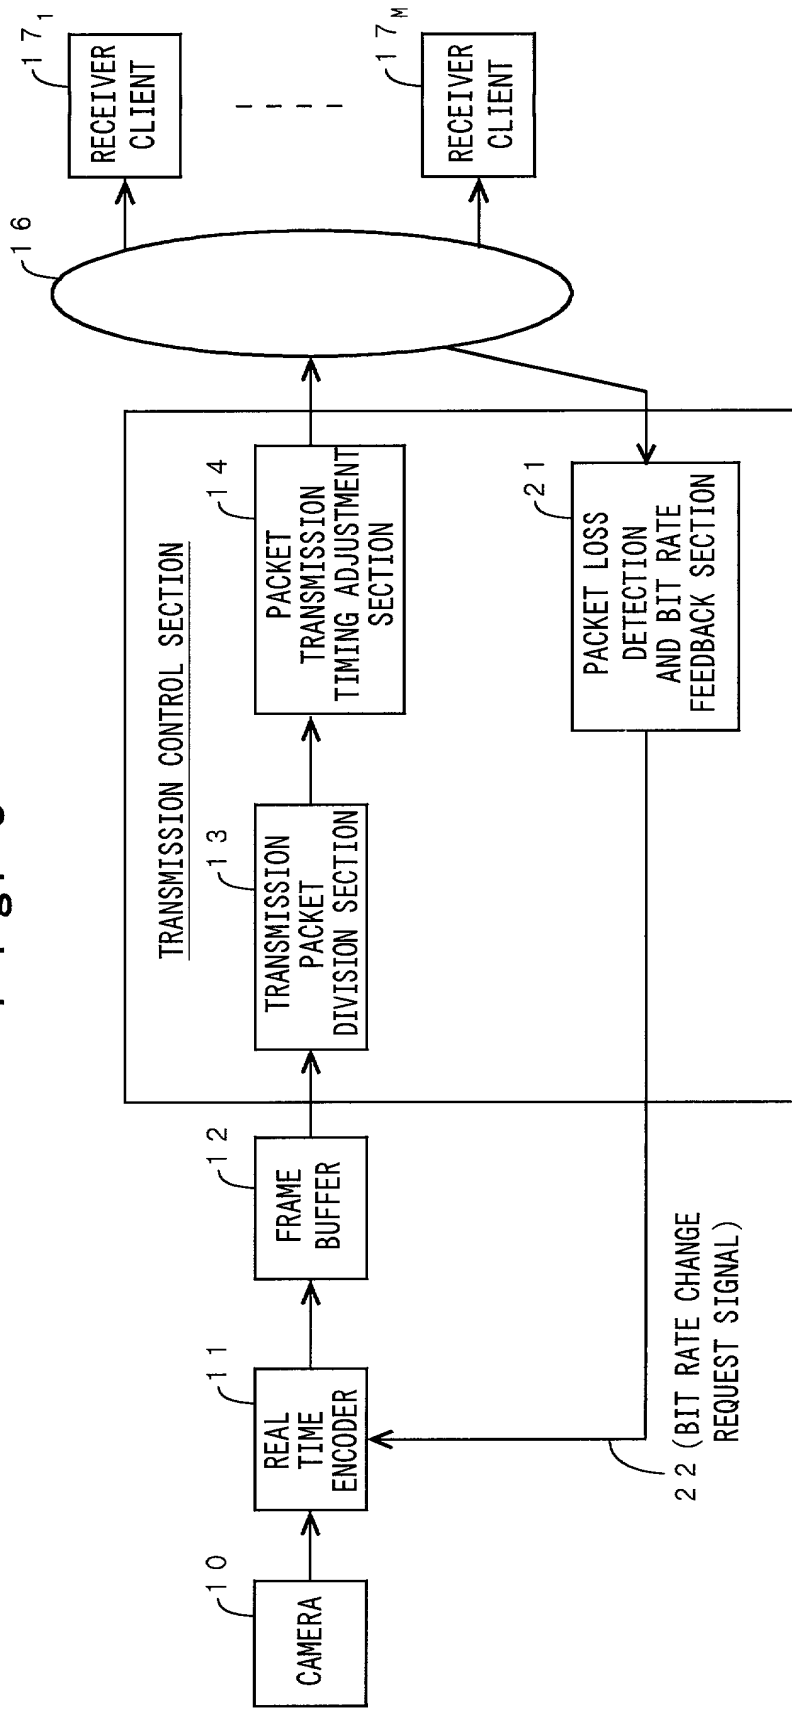 TRANSMISSION CONTROL SECTION
10
CAMERA
11
REAL
TIME
ENCODER
12
FRAME
BUFFER
13
TRANSMISSION
PACKET
DIVISION SECTION
14
PACKET
TRANSMISSION
TIMING ADJUSTMENT
SECTION
16
17₁
RECEIVER
CLIENT
17M
RECEIVER
CLIENT
21
PACKET LOSS
DETECTION
AND BIT RATE
FEEDBACK SECTION
22 (BIT RATE CHANGE
REQUEST SIGNAL)